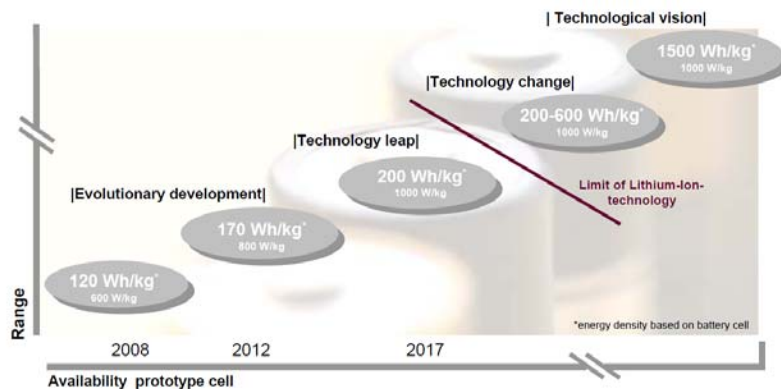 | Technological vision|
1500 Wh/kg*
1000 W/kg
|Technology change|
200-600 Wh/kg*
1000 W/kg
|Technology leap|
200 Wh/kg*
1000 W/kg
Limit of Lithium-Ion-
technology
|Evolutionary development|
170 Wh/kg*
800 W/kg
120 Wh/kg*
600 W/kg
Range
*energy density based on battery cell
2008 2012 2017
Availability prototype cell